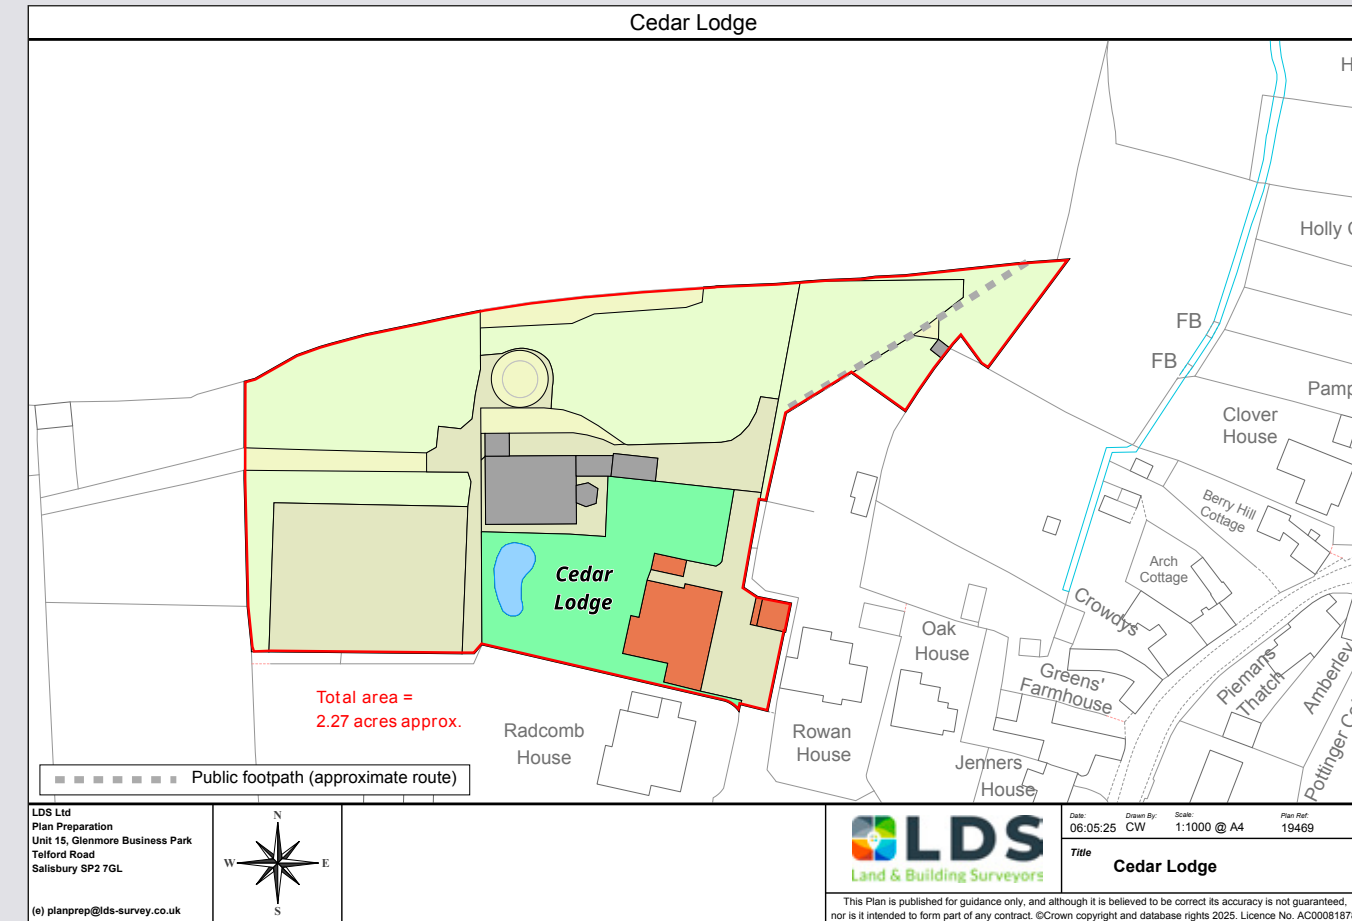 Cedar Lodge
Holly
FB
FB
Clover
House
Berry Hill
Cottage
Arch
Cottage
Crowdys
Cedar
Lodge
Oak
House
Greens'
Farmhouse
Piemans
Thatch
Amberley
Pottinger
Total area =
2.27 acres approx.
Radcomb
House
Rowan
House
Jenners
House
Public footpath (approximate route)
LDS Ltd
Plan Preparation
Unit 15, Glenmore Business Park
Telford Road
Salisbury SP2 7GL
(e) planprep@lds-survey.co.uk
N
W
E
S
LDS
Land & Building Surveyors
Date:
06:05:25
Drawn By:
CW
Scale:
1:1000 @ A4
Plan Ref:
19469
Title
Cedar Lodge
This Plan is published for guidance only, and although it is believed to be correct its accuracy is not guaranteed,
nor is it intended to form part of any contract. ©Crown copyright and database rights 2025. Licence No.